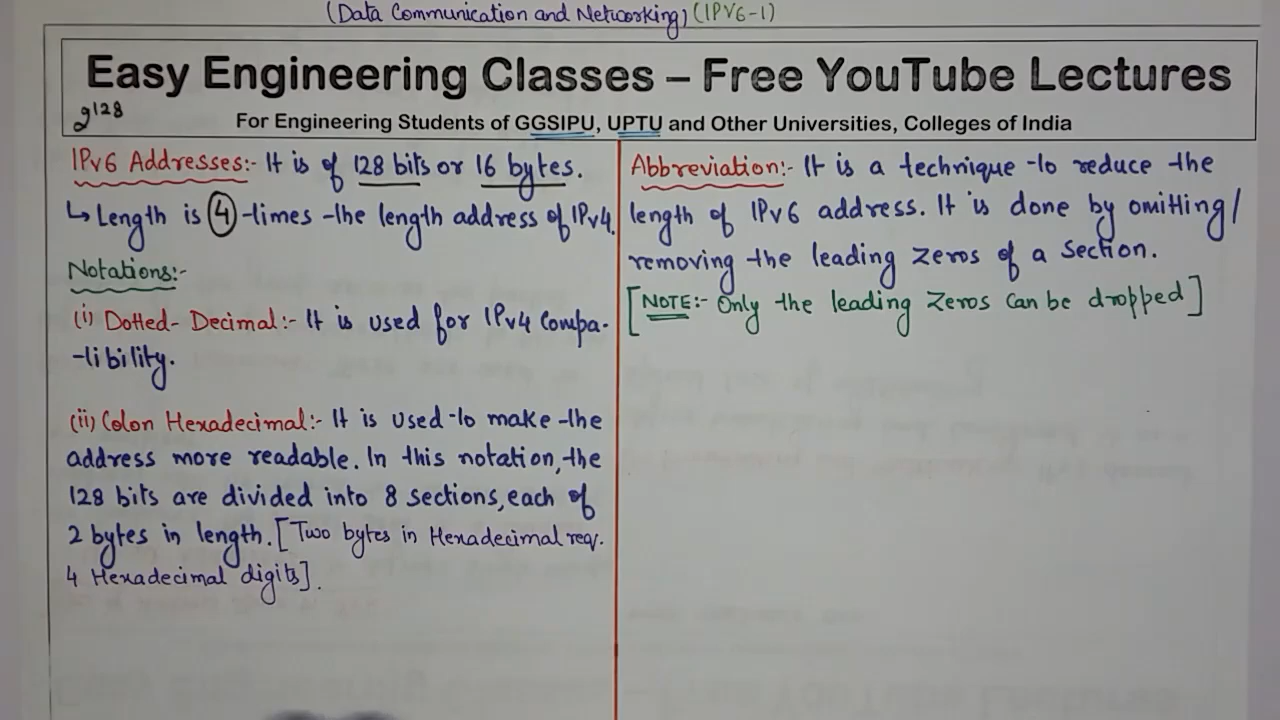 (Data Communication and Networking) (IPV6-1)
Easy Engineering Classes – Free YouTube Lectures
2^128
For Engineering Students of GGSIPU, UPTU and Other Universities, Colleges of India
IPv6 Addresses:- It is of 128 bits or 16 bytes.
↳ Length is 4 -times -the length address of IPv4.
Notations:-
(i) Dotted-Decimal:- It is used for IPv4 Compa-
-tibility.
(ii) Colon Hexadecimal:- It is used to make the
address more readable. In this notation, the
128 bits are divided into 8 sections, each of
2 bytes in length. [Two bytes in Hexadecimal req.
4 Hexadecimal digits].
Abbreviation:- It is a technique to reduce the
length of IPv6 address. It is done by omitting/
removing the leading zeros of a Section.
[NOTE:- Only the leading zeros can be dropped]